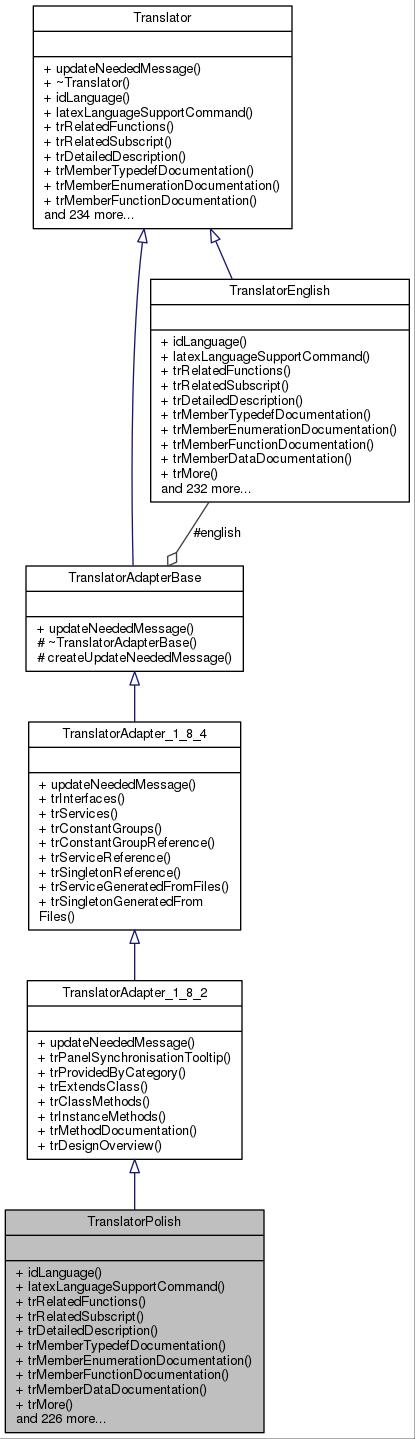 Translator
+ updateNeededMessage()
+ ~Translator()
+ idLanguage()
+ latexLanguageSupportCommand()
+ trRelatedFunctions()
+ trRelatedSubscript()
+ trDetailedDescription()
+ trMemberTypedefDocumentation()
+ trMemberEnumerationDocumentation()
+ trMemberFunctionDocumentation()
and 234 more...
TranslatorEnglish
+ idLanguage()
+ latexLanguageSupportCommand()
+ trRelatedFunctions()
+ trRelatedSubscript()
+ trDetailedDescription()
+ trMemberTypedefDocumentation()
+ trMemberEnumerationDocumentation()
+ trMemberFunctionDocumentation()
+ trMemberDataDocumentation()
+ trMore()
and 232 more...
#english
TranslatorAdapterBase
+ updateNeededMessage()
# ~TranslatorAdapterBase()
# createUpdateNeededMessage()
TranslatorAdapter_1_8_4
+ updateNeededMessage()
+ trInterfaces()
+ trServices()
+ trConstantGroups()
+ trConstantGroupReference()
+ trServiceReference()
+ trSingletonReference()
+ trServiceGeneratedFromFiles()
+ trSingletonGeneratedFrom
Files()
TranslatorAdapter_1_8_2
+ updateNeededMessage()
+ trPanelSynchronisationTooltip()
+ trProvidedByCategory()
+ trExtendsClass()
+ trClassMethods()
+ trInstanceMethods()
+ trMethodDocumentation()
+ trDesignOverview()
TranslatorPolish
+ idLanguage()
+ latexLanguageSupportCommand()
+ trRelatedFunctions()
+ trRelatedSubscript()
+ trDetailedDescription()
+ trMemberTypedefDocumentation()
+ trMemberEnumerationDocumentation()
+ trMemberFunctionDocumentation()
+ trMemberDataDocumentation()
+ trMore()
and 226 more...